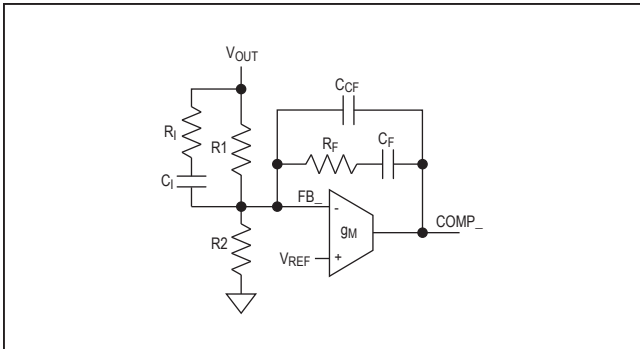 VOUT
CCF
RI
R1
RF
CF
CI
FB_
-
gM
COMP_
R2
VREF
+